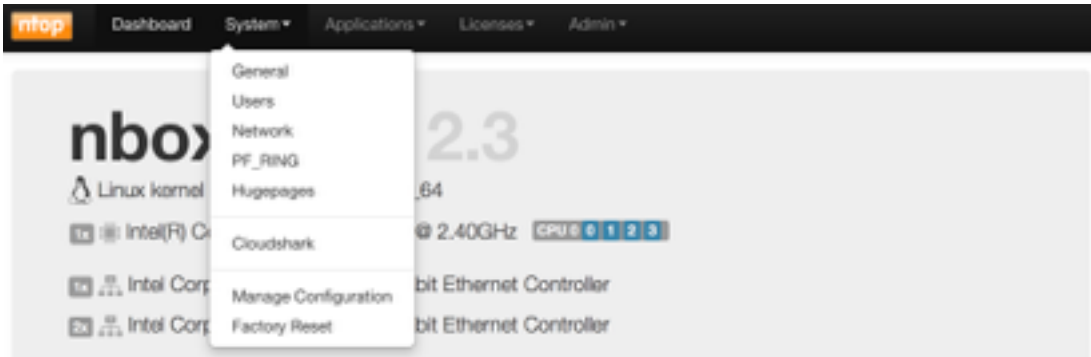 ntop Dashboard System Applications Licenses Admin
General
Users
nbox 2.3
Network
PF_RING
Linux kernel _64
Hugepages
1x Intel(R) C @ 2.40GHz CPU:0 0 1 2 3
Cloudshark
1x Intel Corp bit Ethernet Controller
Manage Configuration
2x Intel Corp bit Ethernet Controller
Factory Reset